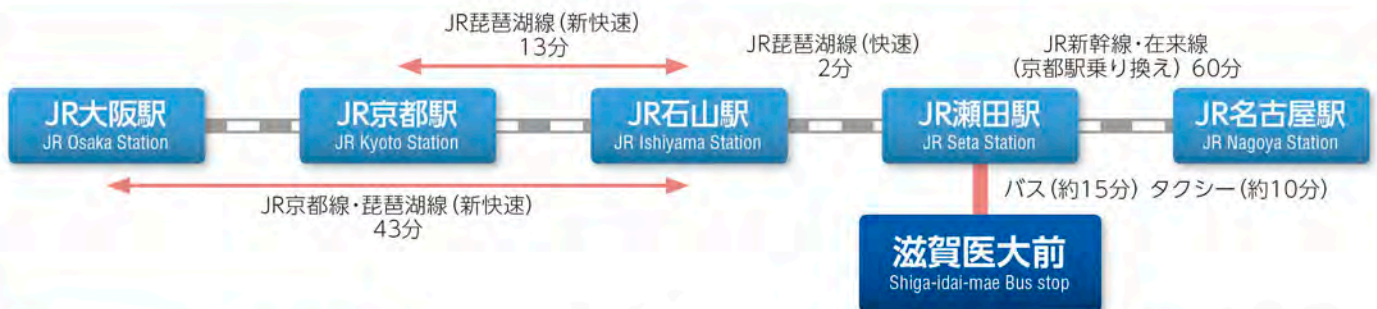 JR琵琶湖線(新快速)
13分
JR琵琶湖線(快速)
2分
JR新幹線・在来線
(京都駅乗り換え) 60分
JR大阪駅
JR Osaka Station
JR京都駅
JR Kyoto Station
JR石山駅
JR Ishiyama Station
JR瀬田駅
JR Seta Station
JR名古屋駅
JR Nagoya Station
JR京都線・琵琶湖線(新快速)
43分
バス(約15分) タクシー(約10分)
滋賀医大前
Shiga-idai-mae Bus stop